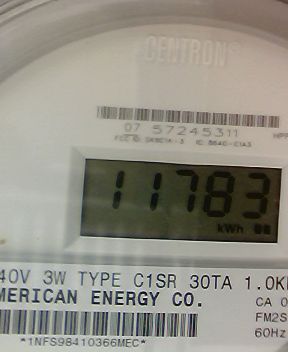 CENTRON®
07 57245311
11783
kWh
40V 3W TYPE C1SR 30TA 1.0K
MERICAN ENERGY CO.
CA 0
FM2S
60Hz
*1NFS98410366MEC*